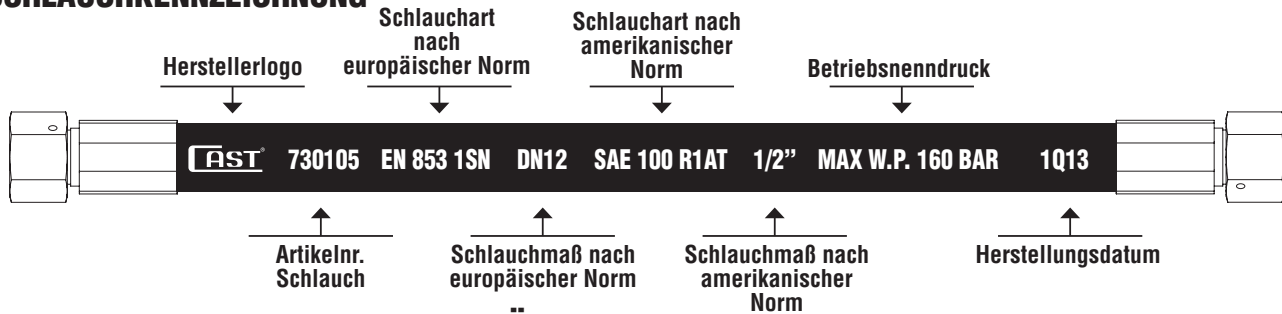 SCHLAUCHKENNZEICHNUNG
Schlauchart
nach
europäischer Norm
Schlauchart nach
amerikanischer
Norm
Herstellerlogo
Betriebsnenndruck
CAST® 730105 EN 853 1SN DN12 SAE 100 R1AT 1/2” MAX W.P. 160 BAR 1Q13
Artikelnr.
Schlauch
Schlauchmaß nach
europäischer Norm
Schlauchmaß nach
amerikanischer
Norm
Herstellungsdatum